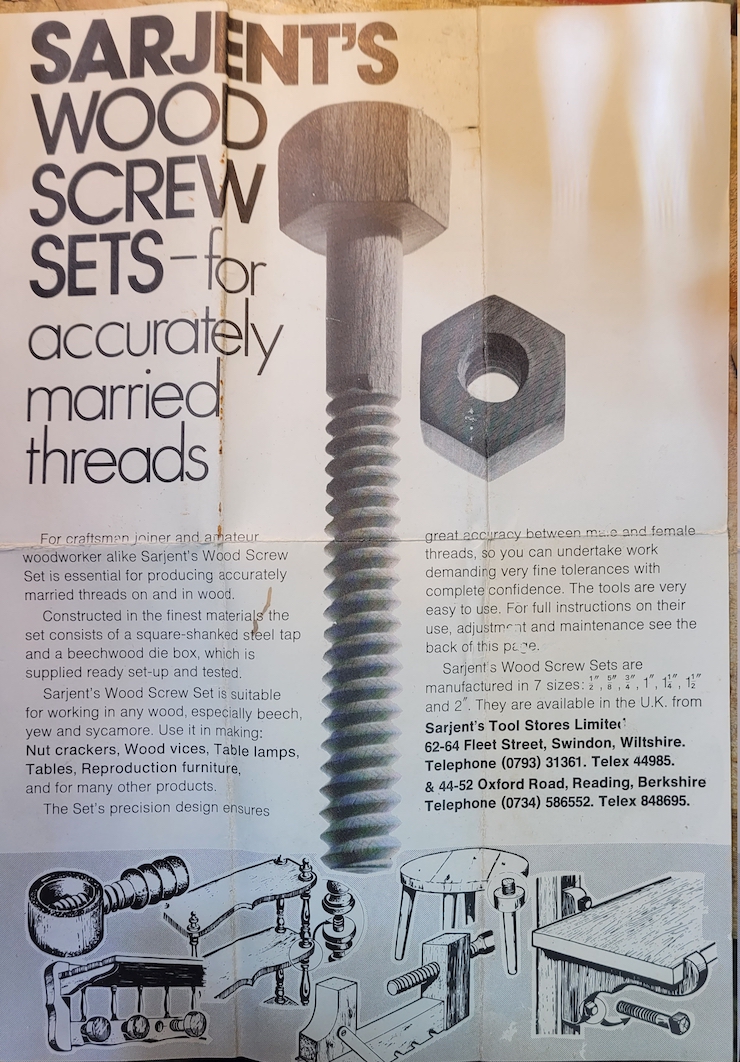 SARJENT'S
WOOD
SCREW
SETS–for
accurately
married
threads
For craftsman joiner and amateur
woodworker alike Sarjent's Wood Screw
Set is essential for producing accurately
married threads on and in wood.
Constructed in the finest materials the
set consists of a square-shanked steel tap
and a beechwood die box, which is
supplied ready set-up and tested.
Sarjent's Wood Screw Set is suitable
for working in any wood, especially beech,
yew and sycamore. Use it in making:
Nut crackers, Wood vices, Table lamps,
Tables, Reproduction furniture,
and for many other products.
The Set's precision design ensures
great accuracy between male and female
threads, so you can undertake work
demanding very fine tolerances with
complete confidence. The tools are very
easy to use. For full instructions on their
use, adjustment and maintenance see the
back of this page.
Sarjent's Wood Screw Sets are
manufactured in 7 sizes: 1/2", 5/8", 3/4", 1", 1 1/4", 1 1/2"
and 2". They are available in the U.K. from
Sarjent's Tool Stores Limited
62-64 Fleet Street, Swindon, Wiltshire.
Telephone (0793) 31361. Telex 44985.
& 44-52 Oxford Road, Reading, Berkshire
Telephone (0734) 586552. Telex 848695.